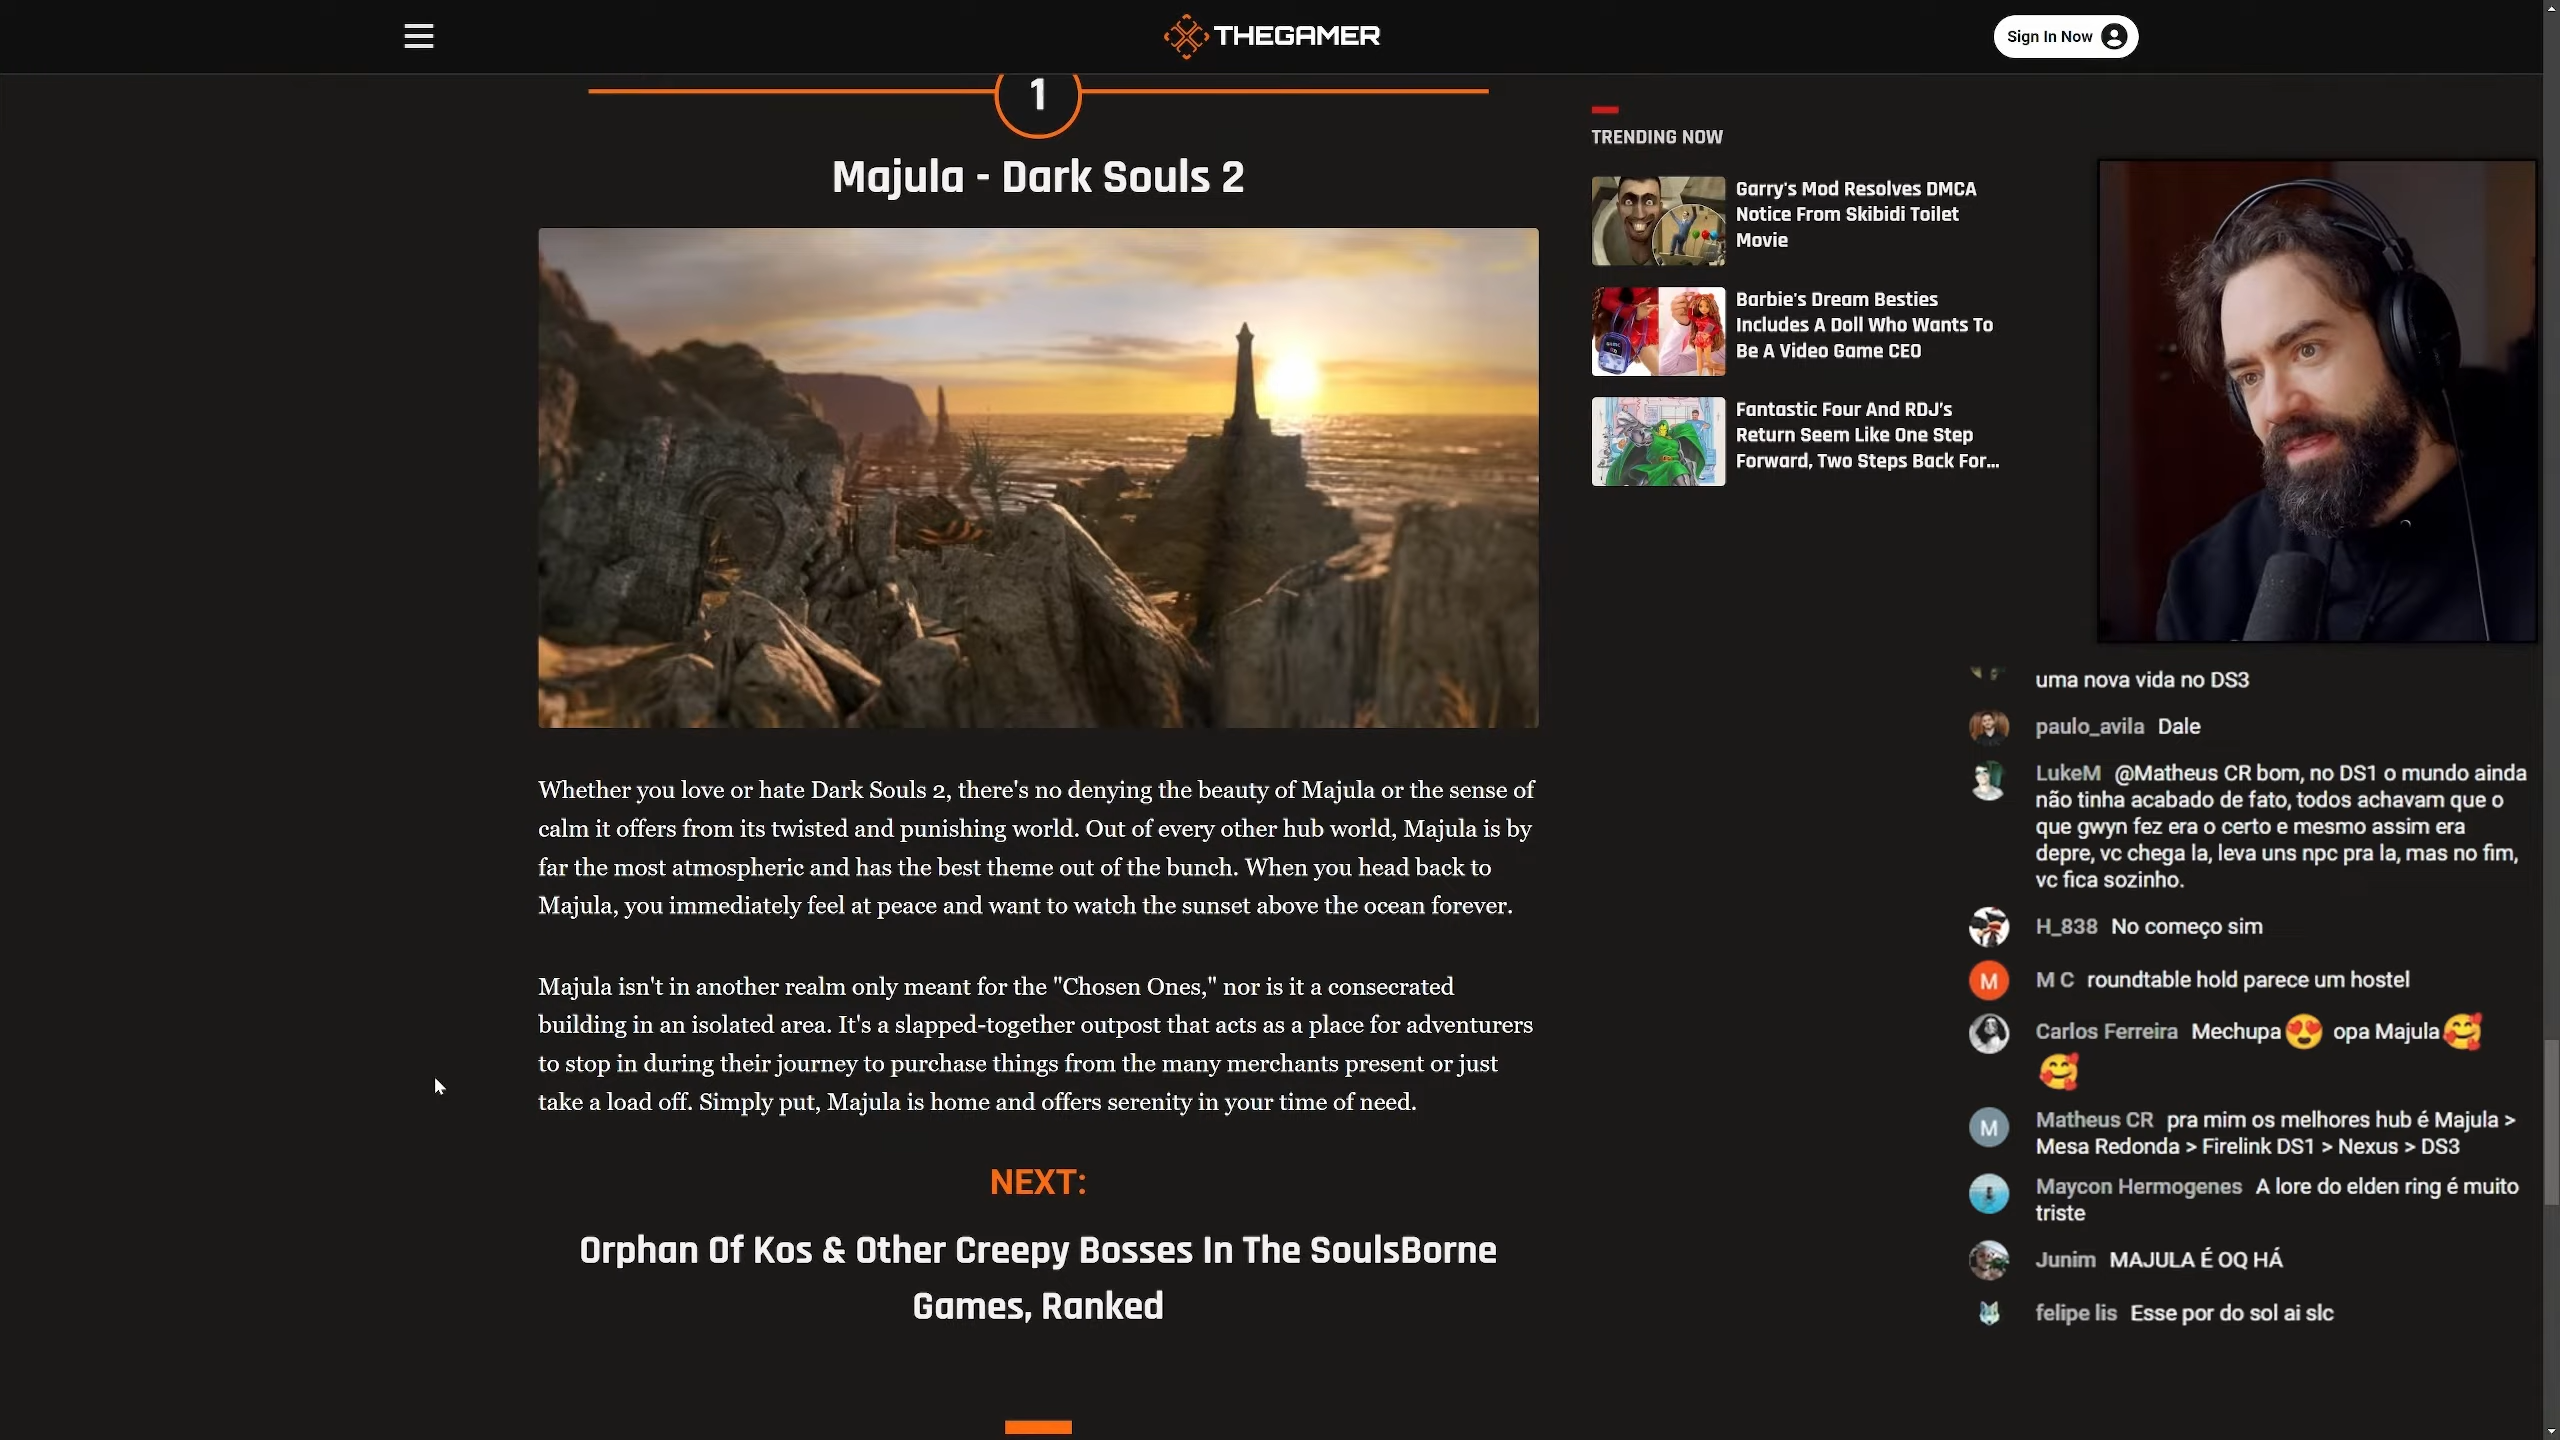 THEGAMER
Sign In Now
1
Majula - Dark Souls 2
Whether you love or hate Dark Souls 2, there's no denying the beauty of Majula or the sense of
calm it offers from its twisted and punishing world. Out of every other hub world, Majula is by
far the most atmospheric and has the best theme out of the bunch. When you head back to
Majula, you immediately feel at peace and want to watch the sunset above the ocean forever.
Majula isn't in another realm only meant for the "Chosen Ones," nor is it a consecrated
building in an isolated area. It's a slapped-together outpost that acts as a place for adventurers
to stop in during their journey to purchase things from the many merchants present or just
take a load off. Simply put, Majula is home and offers serenity in your time of need.
NEXT:
Orphan Of Kos & Other Creepy Bosses In The SoulsBorne
Games, Ranked
TRENDING NOW
Garry's Mod Resolves DMCA
Notice From Skibidi Toilet
Movie
Barbie's Dream Besties
Includes A Doll Who Wants To
Be A Video Game CEO
Fantastic Four And RDJ's
Return Seem Like One Step
Forward, Two Steps Back For...
uma nova vida no DS3
paulo_avila Dale
LukeM @Matheus CR bom, no DS1 o mundo ainda
não tinha acabado de fato, todos achavam que o
que gwyn fez era o certo e mesmo assim era
depre, vc chega la, leva uns npc pra la, mas no fim,
vc fica sozinho.
H_838 No começo sim
M
M C roundtable hold parece um hostel
Carlos Ferreira Mechupa😍 opa Majula🥰
🥰
M
Matheus CR pra mim os melhores hub é Majula >
Mesa Redonda > Firelink DS1 > Nexus > DS3
Maycon Hermogenes A lore do elden ring é muito
triste
Junim MAJULA É OQ HÁ
felipe lis Esse por do sol ai slc